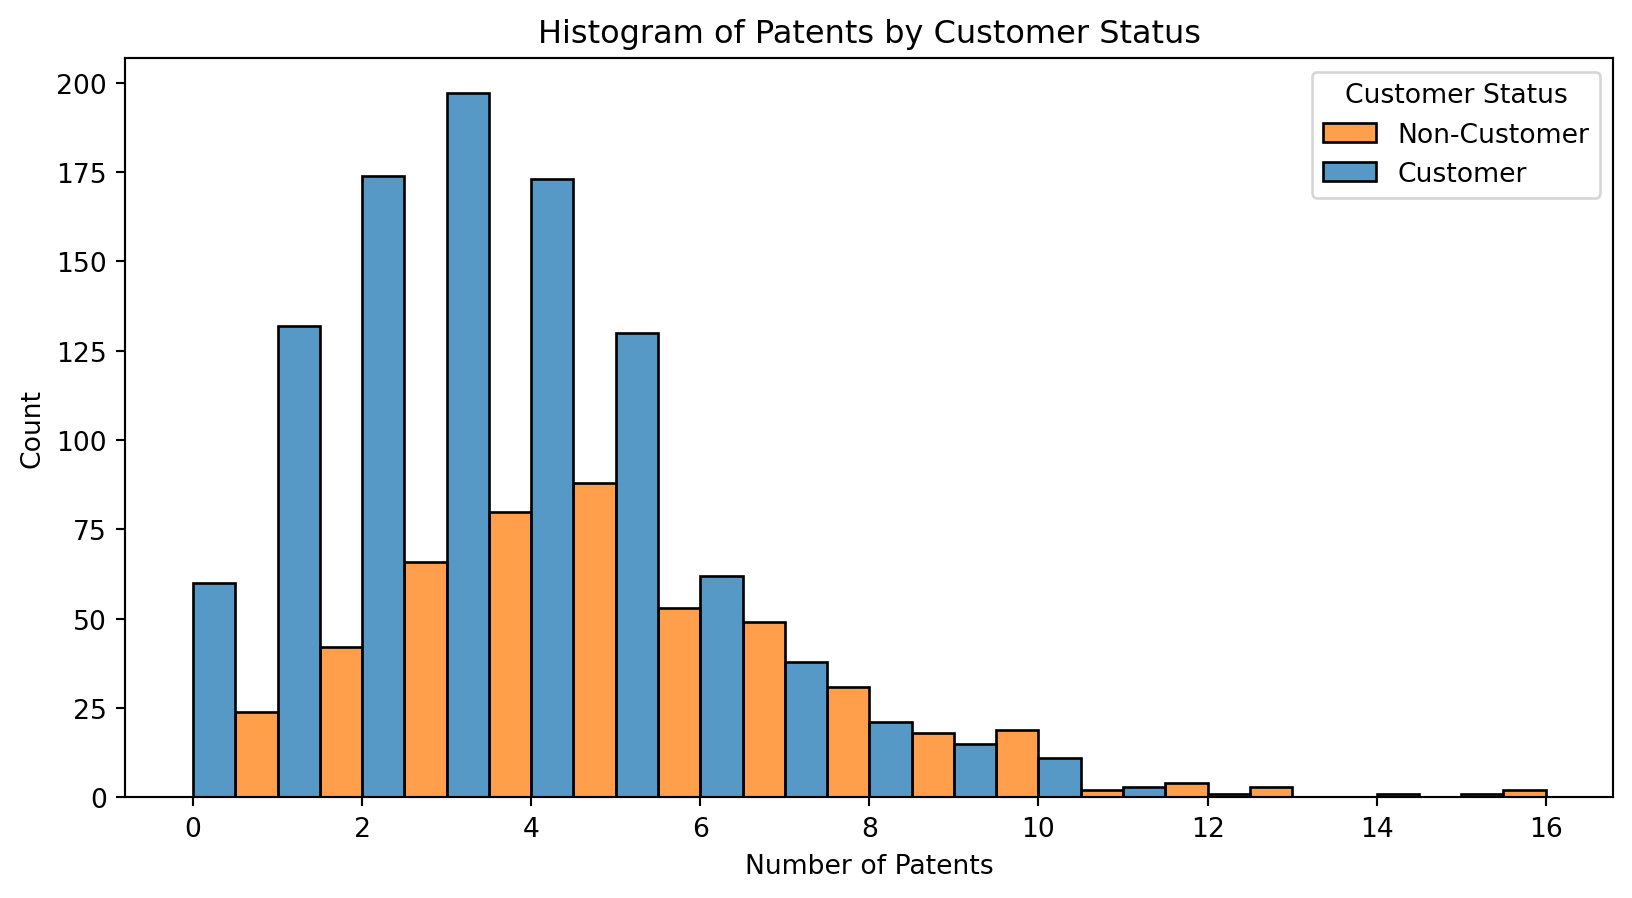 Histogram of Patents by Customer Status
Customer Status
Non-Customer
Customer
Count
200
175
150
125
100
75
50
25
0
0 2 4 6 8 10 12 14 16
Number of Patents